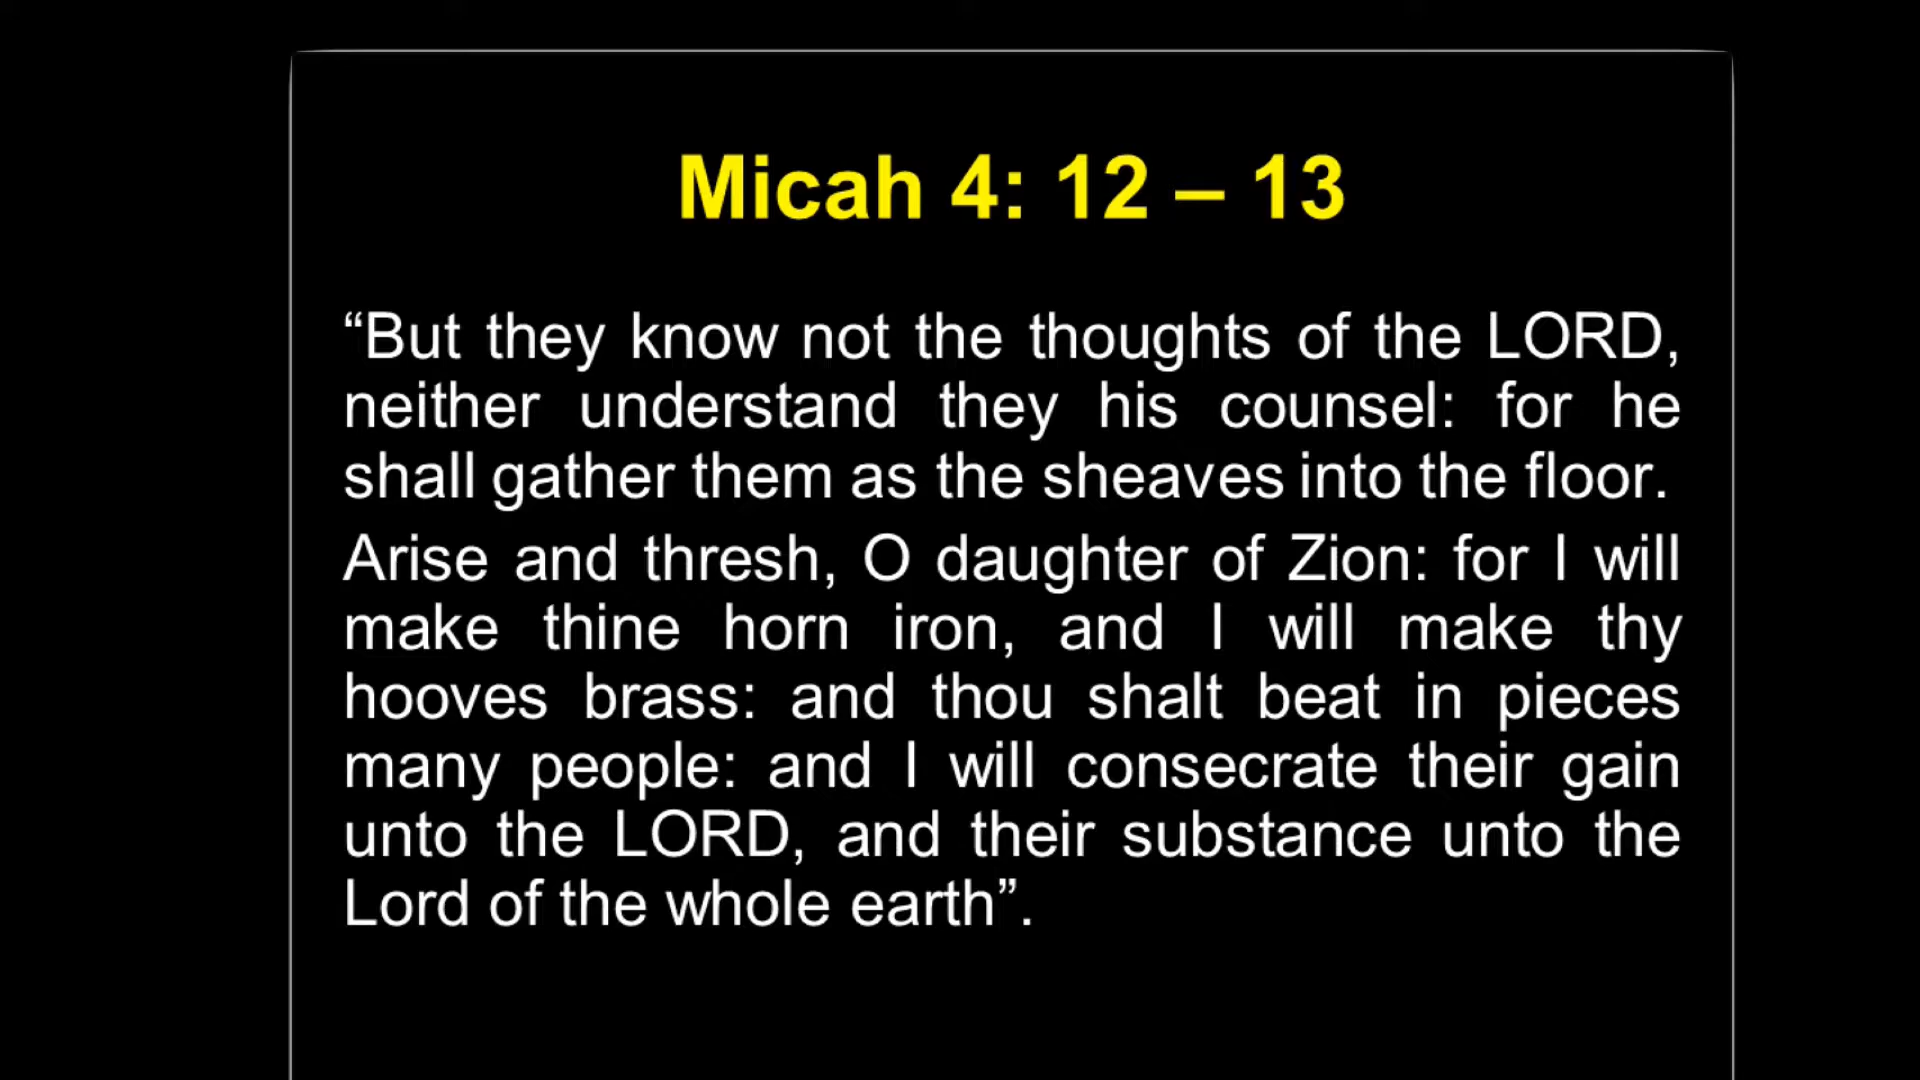 Micah 4: 12 – 13
“But they know not the thoughts of the LORD,
neither understand they his counsel: for he
shall gather them as the sheaves into the floor.
Arise and thresh, O daughter of Zion: for I will
make thine horn iron, and I will make thy
hooves brass: and thou shalt beat in pieces
many people: and I will consecrate their gain
unto the LORD, and their substance unto the
Lord of the whole earth”.